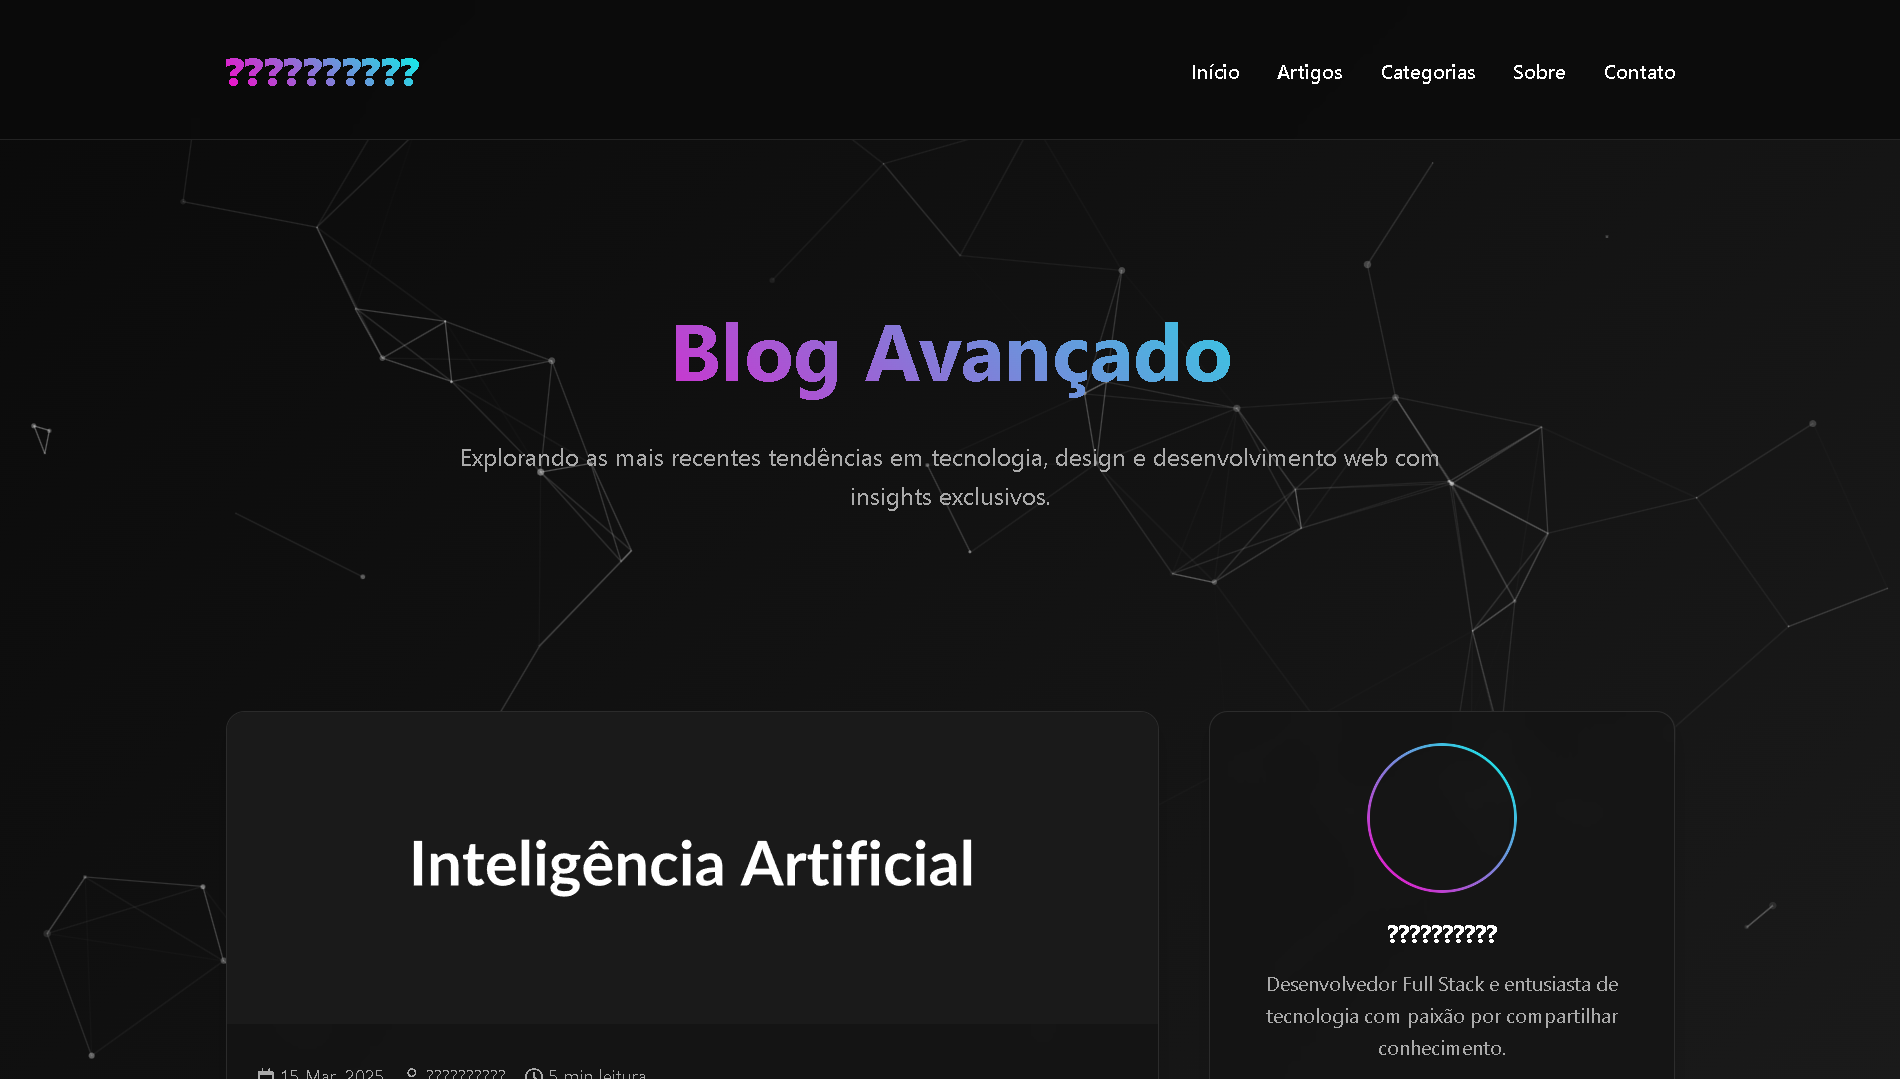 ??????????
Início Artigos Categorias Sobre Contato
Blog Avançado
Explorando as mais recentes tendências em tecnologia, design e desenvolvimento web com
insights exclusivos.
Inteligência Artificial
??????????
Desenvolvedor Full Stack e entusiasta de
tecnologia com paixão por compartilhar
conhecimento.
15 Mar, 2025 ?????????? 5 min leitura